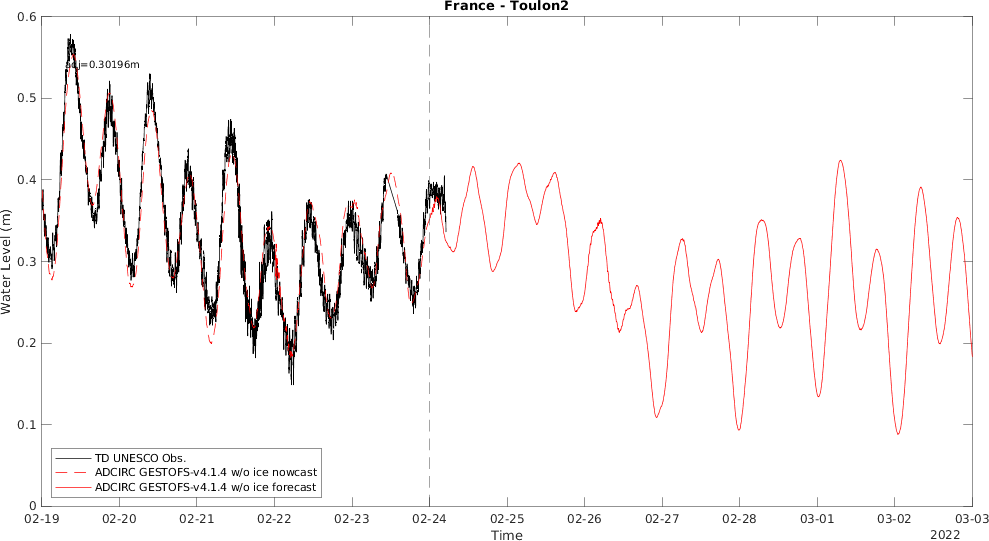 France - Toulon2
0.6
0.5
0.4
0.3
0.2
0.1
0
Water Level (m)
adj=0.30196m
TD UNESCO Obs.
ADCIRC GESTOFS-v4.1.4 w/o ice nowcast
ADCIRC GESTOFS-v4.1.4 w/o ice forecast
02-19 02-20 02-21 02-22 02-23 02-24 02-25 02-26 02-27 02-28 03-01 03-02 03-03
Time
2022